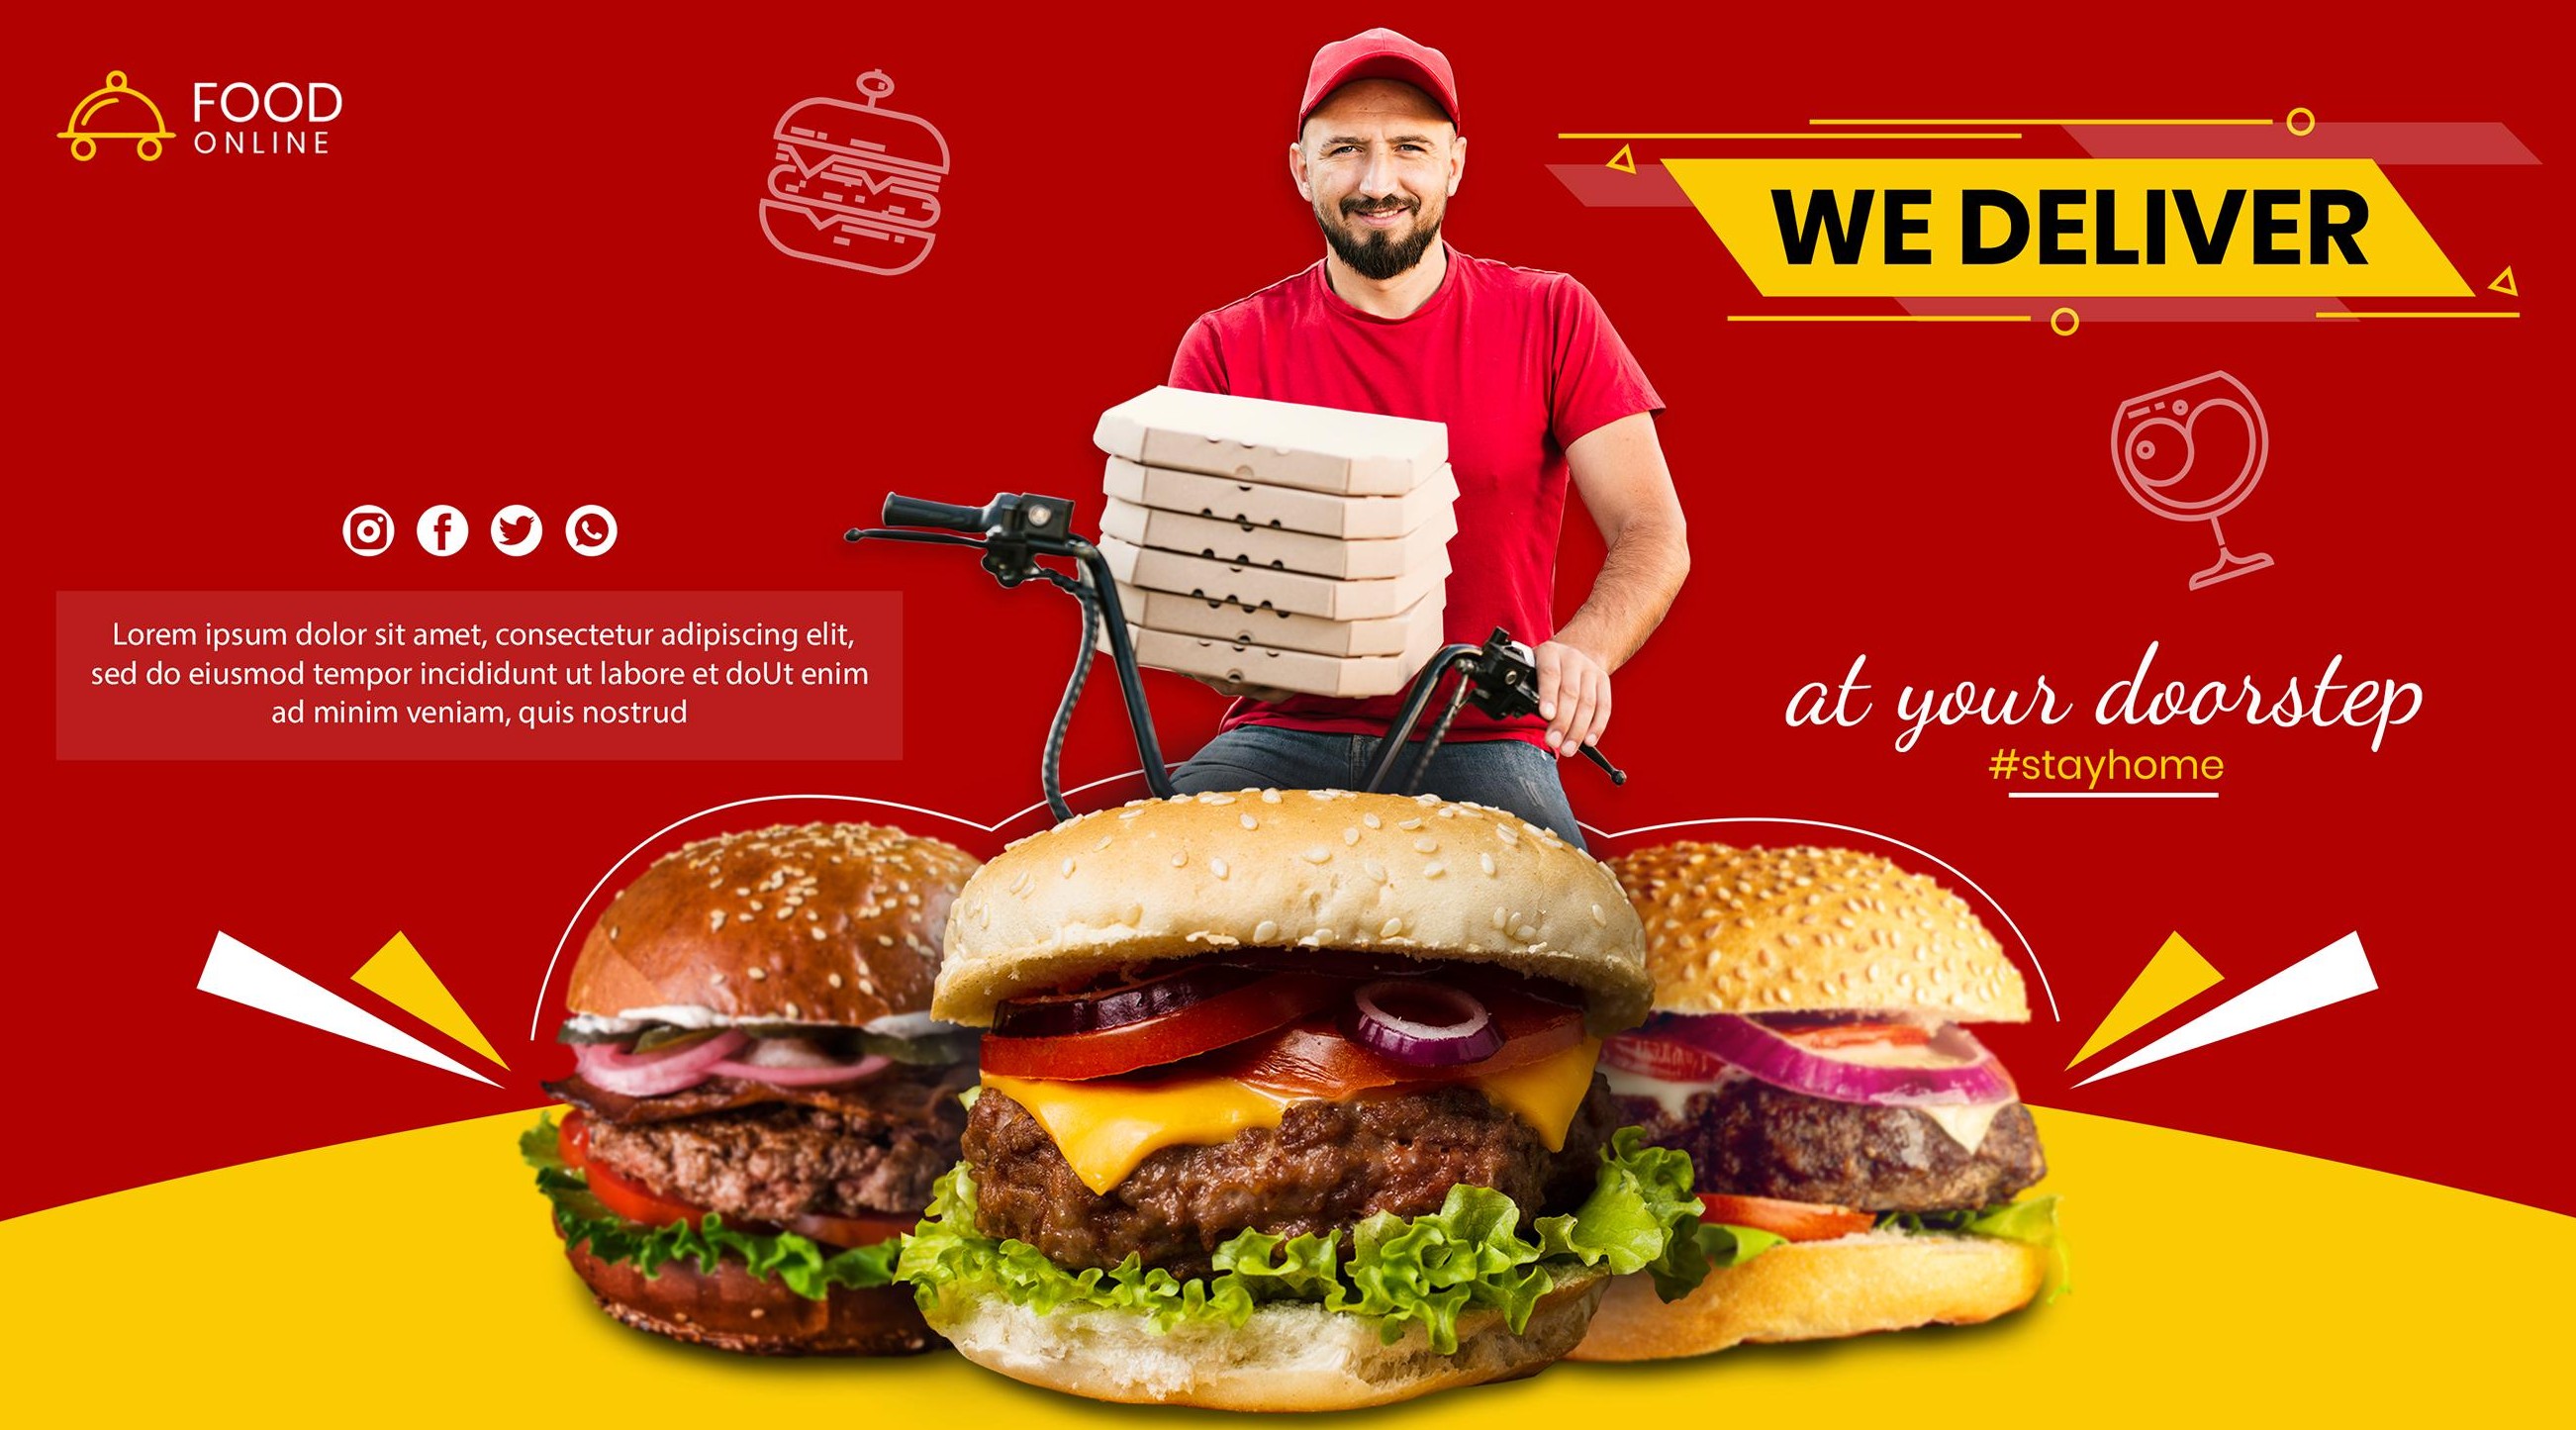 FOOD
ONLINE
WE DELIVER
Lorem ipsum dolor sit amet, consectetur adipiscing elit,
sed do eiusmod tempor incididunt ut labore et doUt enim
ad minim veniam, quis nostrud
at your doorstep
#stayhome